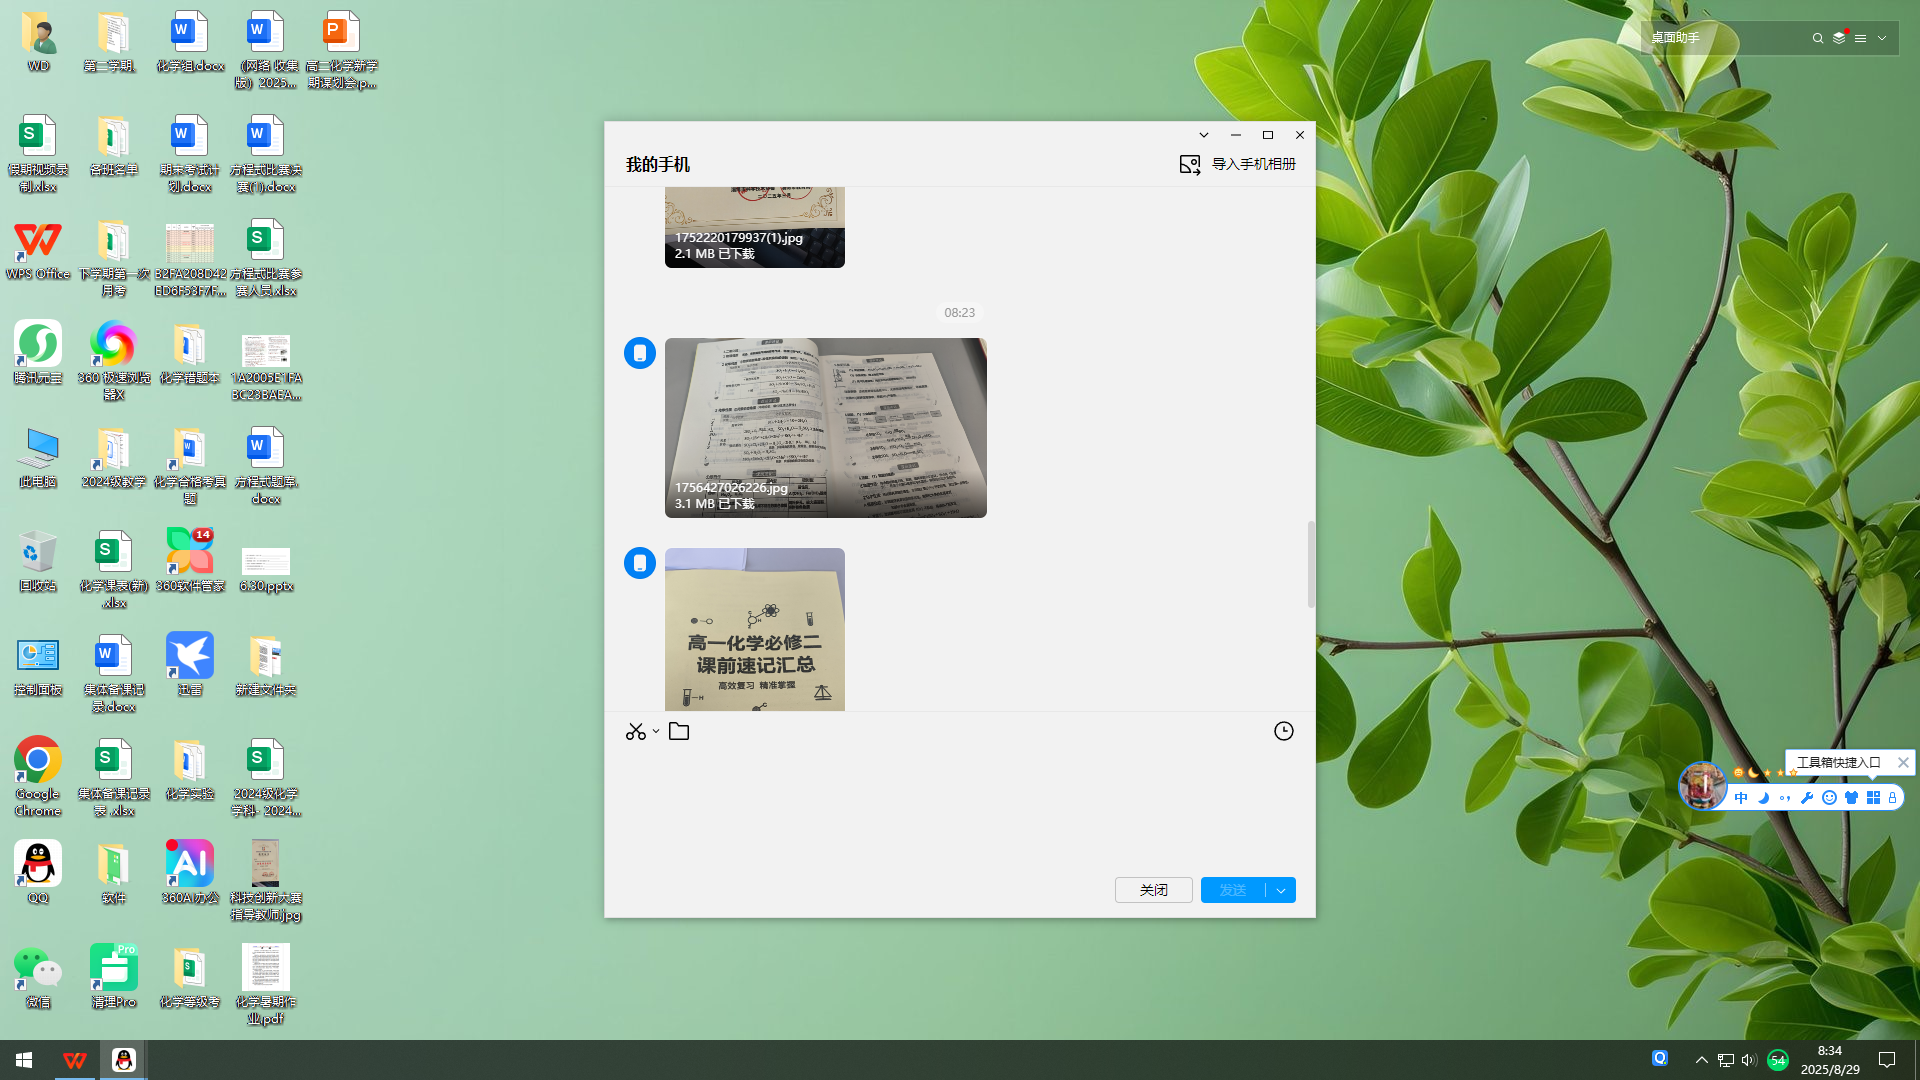 WD
第二学期、
化学组.docx
（网络 收集
版）2025...
高二化学新学
期谋划会.p...
假期视频录
制.xlsx
各班名单
期末考试计
划.docx
方程式比赛决
赛(1).docx
WPS Office
下学期第一次
月考
B2FA208D42
ED6F53F7F...
方程式比赛参
赛人员.xlsx
腾讯元宝
360 极速浏览
器X
化学错题本
1A2005E1FA
BC23BAEA...
此电脑
2024级教学
化学合格考真
题
方程式题库.
docx
回收站
化学课表(新)
.xlsx
14
360软件管家
6.30.pptx
控制面板
集体备课记
录.docx
迅雷
新建文件夹
Google
Chrome
集体备课记录
表 .xlsx
化学实验
2024级化学
学科- 2024...
QQ
软件
AI
360AI办公
科技创新大赛
指导教师.jpg
微信
Pro
清理Pro
化学等级考
化学暑期作
业.pdf
桌面助手
我的手机
导入手机相册
二〇二五年
1752220179937(1).jpg
2.1 MB 已下载
08:23
1756427026226.jpg
3.1 MB 已下载
高一化学必修二
课前速记汇总
高效复习 精准掌握
关闭
发送
工具箱快捷入口
中
54
8:34
2025/8/29